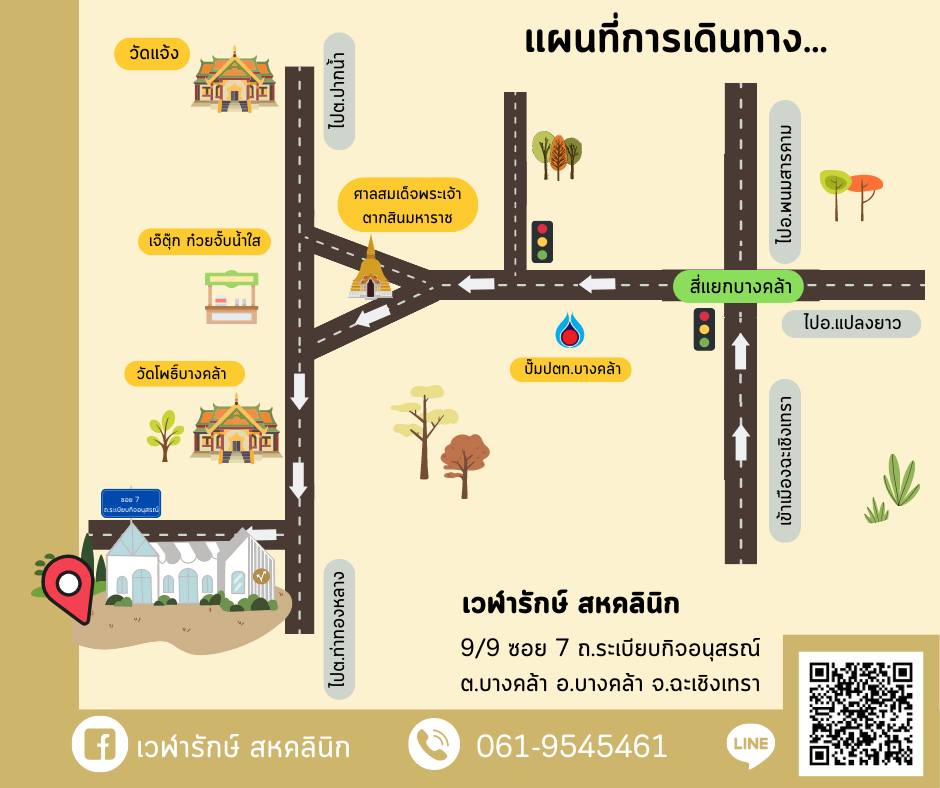 แผนที่การเดินทาง...
วัดแจ้ง
ไปต.ปากน้ำ
ไปอ.พนมสารคาม
ศาลสมเด็จพระเจ้า
ตากสินมหาราช
เจ๊ตุ๊ก ก๋วยจั๊บน้ำใส
สี่แยกบางคล้า
ไปอ.แปลงยาว
ปั๊มปตท.บางคล้า
วัดโพธิ์บางคล้า
เข้าเมืองฉะเชิงเทรา
ซอย 7
ถ.ระเบียบกิจอนุสรณ์
ไปต.ท่าทองหลาง
เวฬารักษ์ สหคลินิก
9/9 ซอย 7 ถ.ระเบียบกิจอนุสรณ์
ต.บางคล้า อ.บางคล้า จ.ฉะเชิงเทรา
เวฬารักษ์ สหคลินิก
061-9545461
LINE